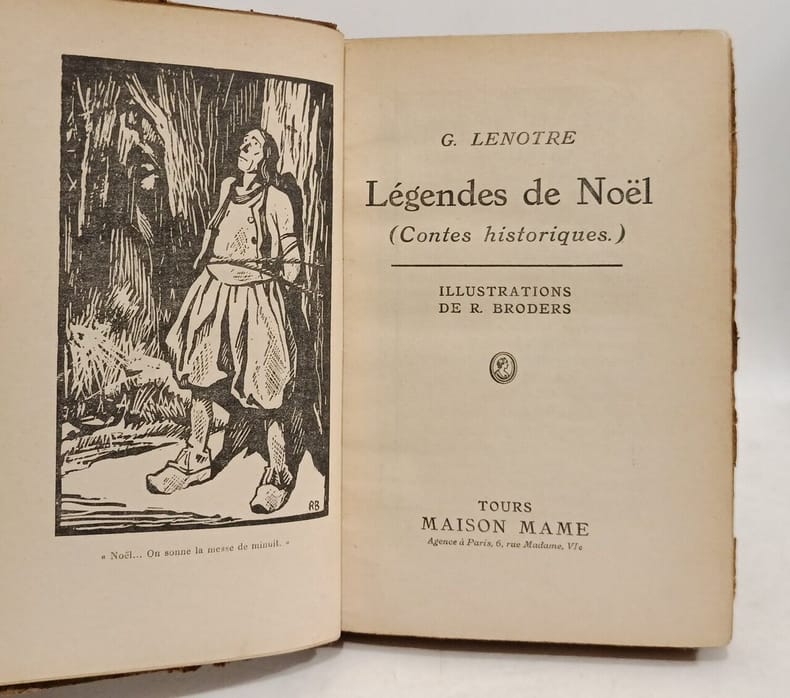 RB
« Noël... On sonne la messe de minuit. »
G. LENOTRE
Légendes de Noël
(Contes historiques.)
ILLUSTRATIONS
DE R. BRODERS
TOURS
MAISON MAME
Agence à Paris, 6, rue Madame, VIe